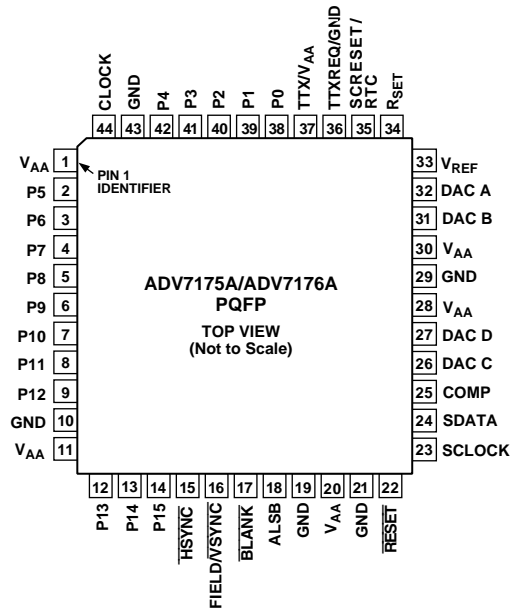 CLOCK
GND
P4
P3
P2
P1
P0
TTX/VAA
TTXREQ/GND
SCRESET/
RTC
RSET
44 43 42 41 40 39 38 37 36 35 34
VAA 1
P5 2
P6 3
P7 4
P8 5
P9 6
P10 7
P11 8
P12 9
GND 10
VAA 11
PIN 1
IDENTIFIER
ADV7175A/ADV7176A
PQFP
TOP VIEW
(Not to Scale)
33 VREF
32 DAC A
31 DAC B
30 VAA
29 GND
28 VAA
27 DAC D
26 DAC C
25 COMP
24 SDATA
23 SCLOCK
12 13 14 15 16 17 18 19 20 21 22
P13
P14
P15
HSYNC
FIELD/VSYNC
BLANK
ALSB
GND
VAA
GND
RESET